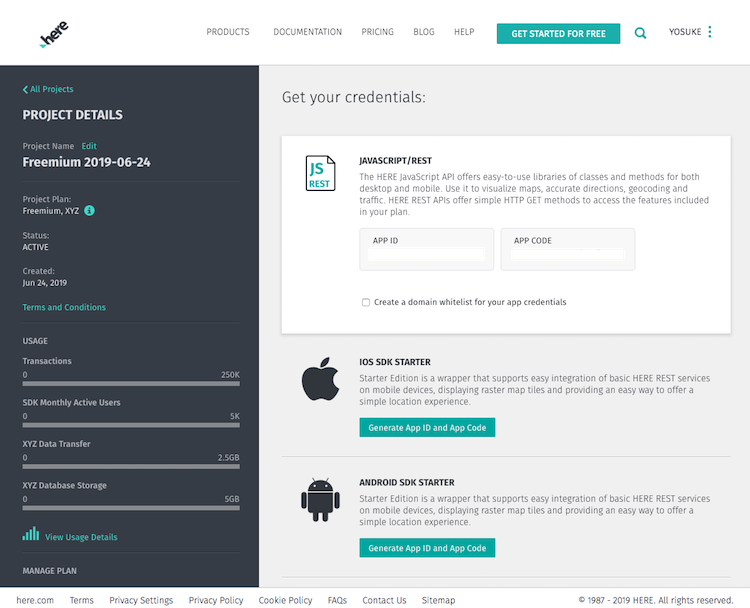 here
PRODUCTS
DOCUMENTATION
PRICING
BLOG
HELP
GET STARTED FOR FREE
YOSUKE
All Projects
PROJECT DETAILS
Project Name Edit
Freemium 2019-06-24
Project Plan:
Freemium, XYZ
Status:
ACTIVE
Created:
Jun 24, 2019
Terms and Conditions
USAGE
Transactions
0 250K
SDK Monthly Active Users
0 5K
XYZ Data Transfer
0 2.5GB
XYZ Database Storage
0 5GB
View Usage Details
MANAGE PLAN
Get your credentials:
JS
REST
JAVASCRIPT/REST
The HERE JavaScript API offers easy-to-use libraries of classes and methods for both
desktop and mobile. Use it to visualize maps, accurate directions, geocoding and
traffic. HERE REST APIs offer simple HTTP GET methods to access the features included
in your plan.
APP ID
APP CODE
Create a domain whitelist for your app credentials
IOS SDK STARTER
Starter Edition is a wrapper that supports easy integration of basic HERE REST services
on mobile devices, displaying raster map tiles and providing an easy way to offer a
simple location experience.
Generate App ID and App Code
ANDROID SDK STARTER
Starter Edition is a wrapper that supports easy integration of basic HERE REST services
on mobile devices, displaying raster map tiles and providing an easy way to offer a
simple location experience.
Generate App ID and App Code
here.com Terms Privacy Settings Privacy Policy Cookie Policy FAQs Contact Us Sitemap © 1987 - 2019 HERE. All rights reserved.